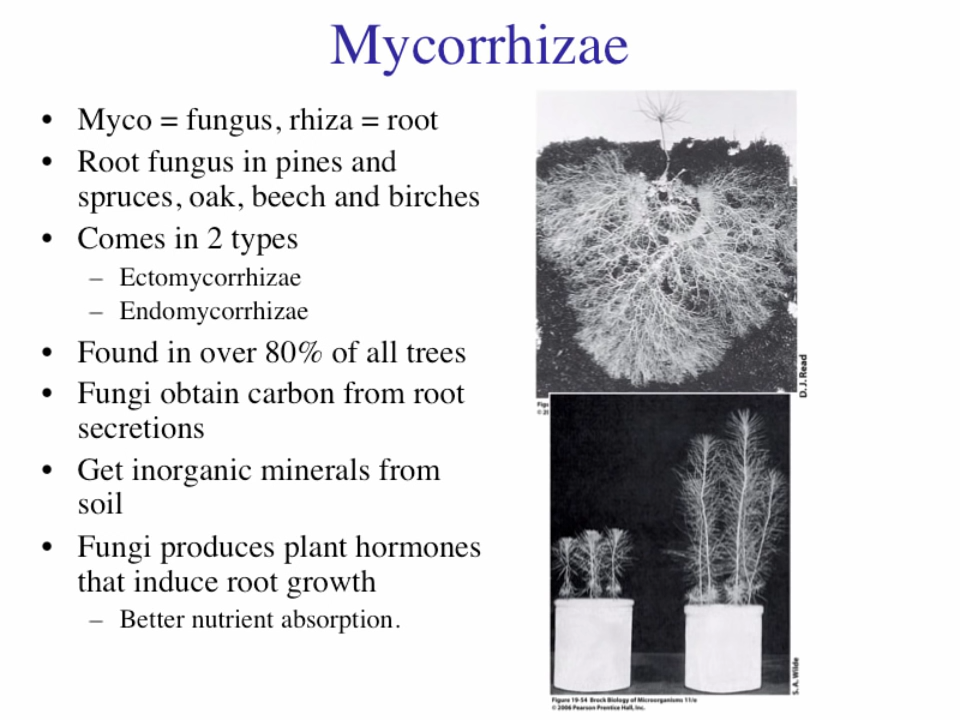 Mycorrhizae
• Myco = fungus, rhiza = root
• Root fungus in pines and
spruces, oak, beech and birches
• Comes in 2 types
– Ectomycorrhizae
– Endomycorrhizae
• Found in over 80% of all trees
• Fungi obtain carbon from root
secretions
• Get inorganic minerals from
soil
• Fungi produces plant hormones
that induce root growth
– Better nutrient absorption.
D. J. Read
S. A. Wilde
Figure 19-54 Brock Biology of Microorganisms 11/e
© 2006 Pearson Prentice Hall, Inc.